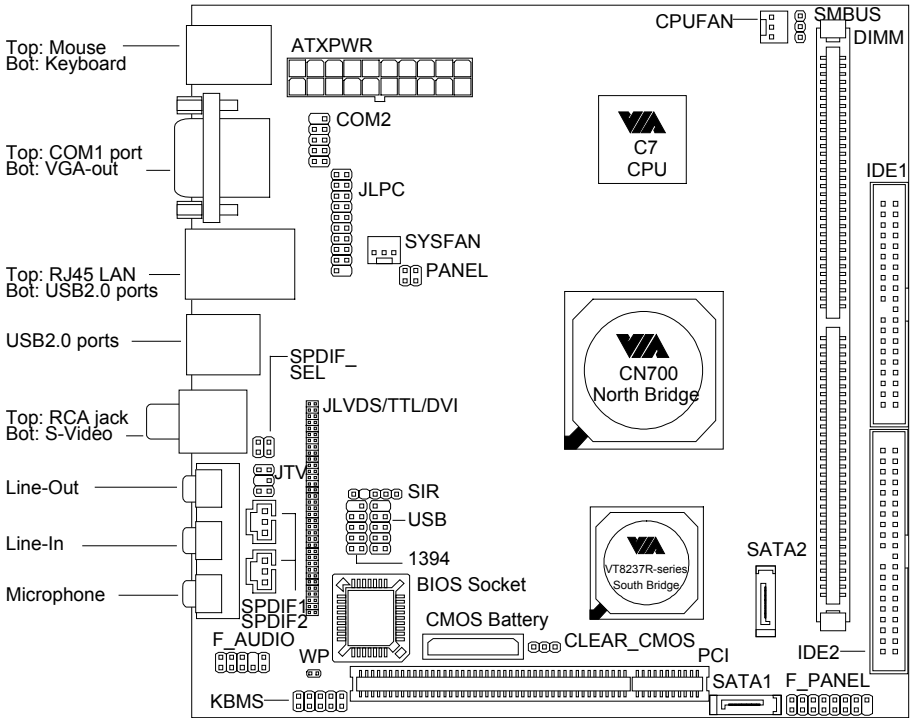 CPUFAN
SMBUS
DIMM
Top: Mouse
Bot: Keyboard
ATXPWR
COM2
VIA
C7
CPU
Top: COM1 port
Bot: VGA-out
IDE1
JLPC
SYSFAN
PANEL
Top: RJ45 LAN
Bot: USB2.0 ports
USB2.0 ports
SPDIF_
SEL
VIA
CN700
North Bridge
JLVDS/TTL/DVI
Top: RCA jack
Bot: S-Video
JTV
Line-Out
SIR
USB
Line-In
1394
VIA
VT8237R-series
South Bridge
SATA2
BIOS Socket
Microphone
SPDIF1
SPDIF2
CMOS Battery
F_AUDIO
CLEAR_CMOS
WP
PCI
IDE2
SATA1
F_PANEL
KBMS